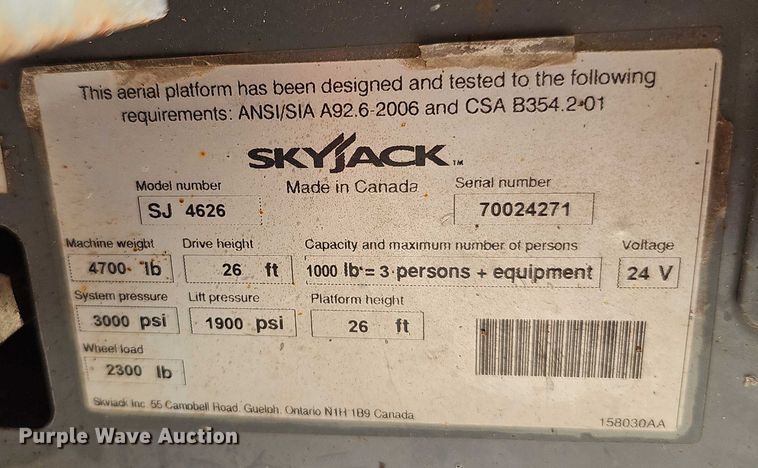 This aerial platform has been designed and tested to the following
requirements: ANSI/SIA A92.6-2006 and CSA B354.2-01
SKYJACK™
Model number Made in Canada Serial number
SJ 4626 70024271
Machine weight Drive height Capacity and maximum number of persons Voltage
4700 lb 26 ft 1000 lb = 3 persons + equipment 24 V
System pressure Lift pressure Platform height
3000 psi 1900 psi 26 ft
Wheel load
2300 lb
Skyjack Inc. 55 Campbell Road, Guelph, Ontario N1H 1B9 Canada
158030AA
Purple Wave Auction